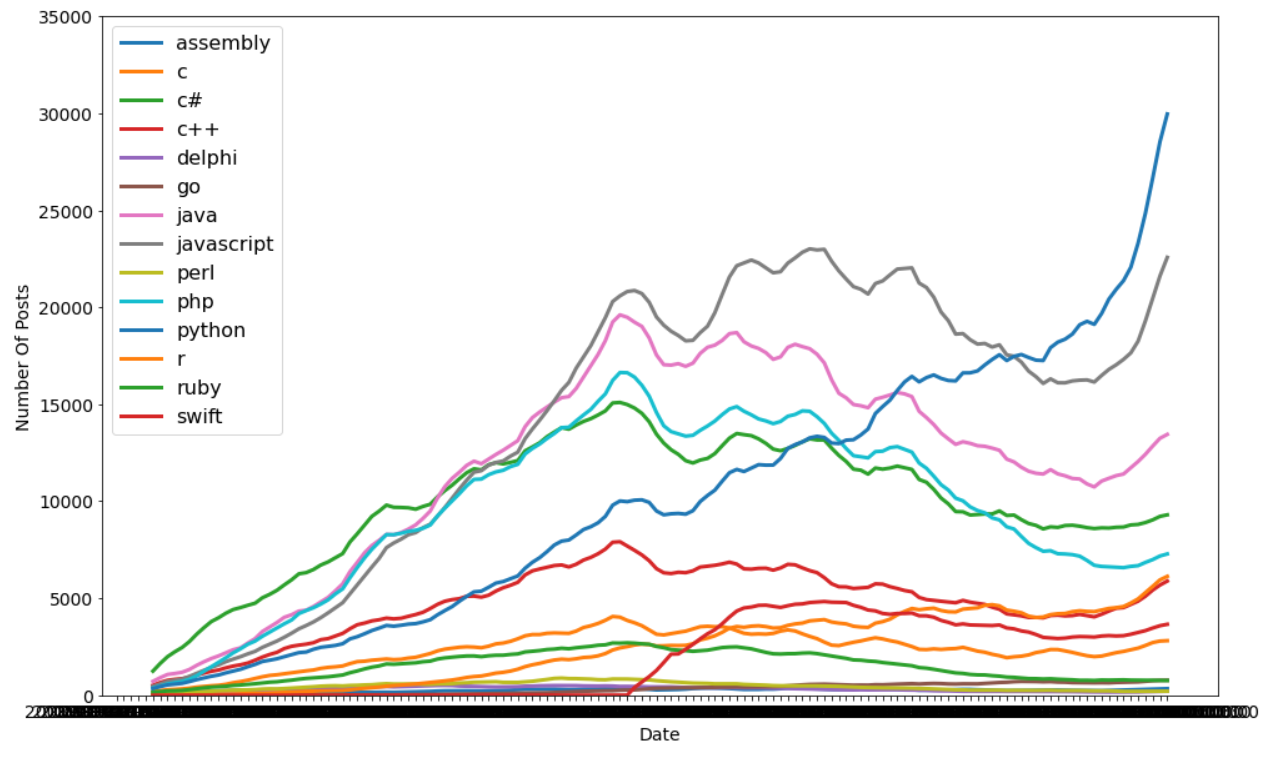 35000
30000
25000
20000
15000
10000
5000
0
Number Of Posts
assembly
c
c#
c++
delphi
go
java
javascript
perl
php
python
r
ruby
swift
Date